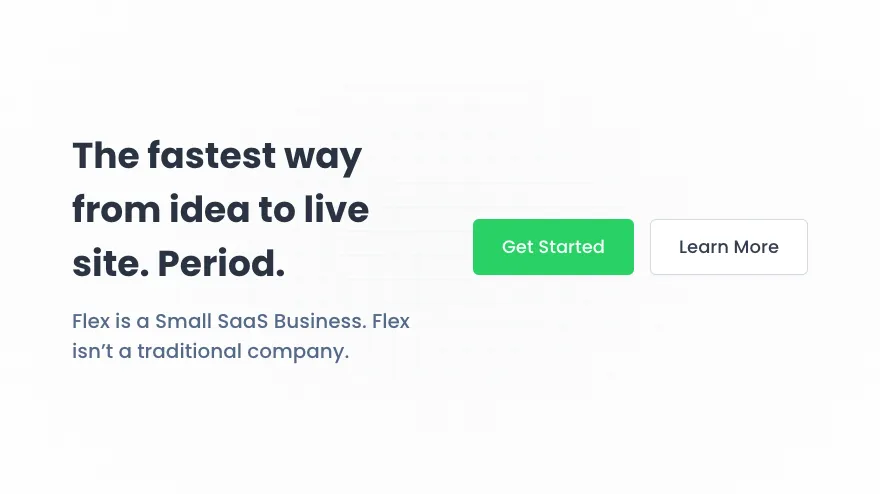 The fastest way
from idea to live
site. Period.
Flex is a Small SaaS Business. Flex
isn’t a traditional company.
Get Started
Learn More